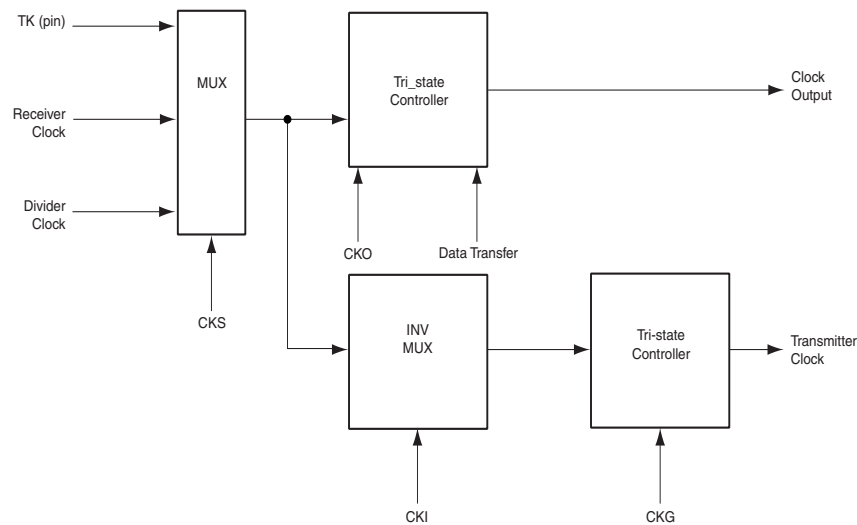 TK (pin)
MUX
Tri_state
Controller
Clock
Output
Receiver
Clock
Divider
Clock
CKO
Data Transfer
CKS
INV
MUX
Tri-state
Controller
Transmitter
Clock
CKI
CKG